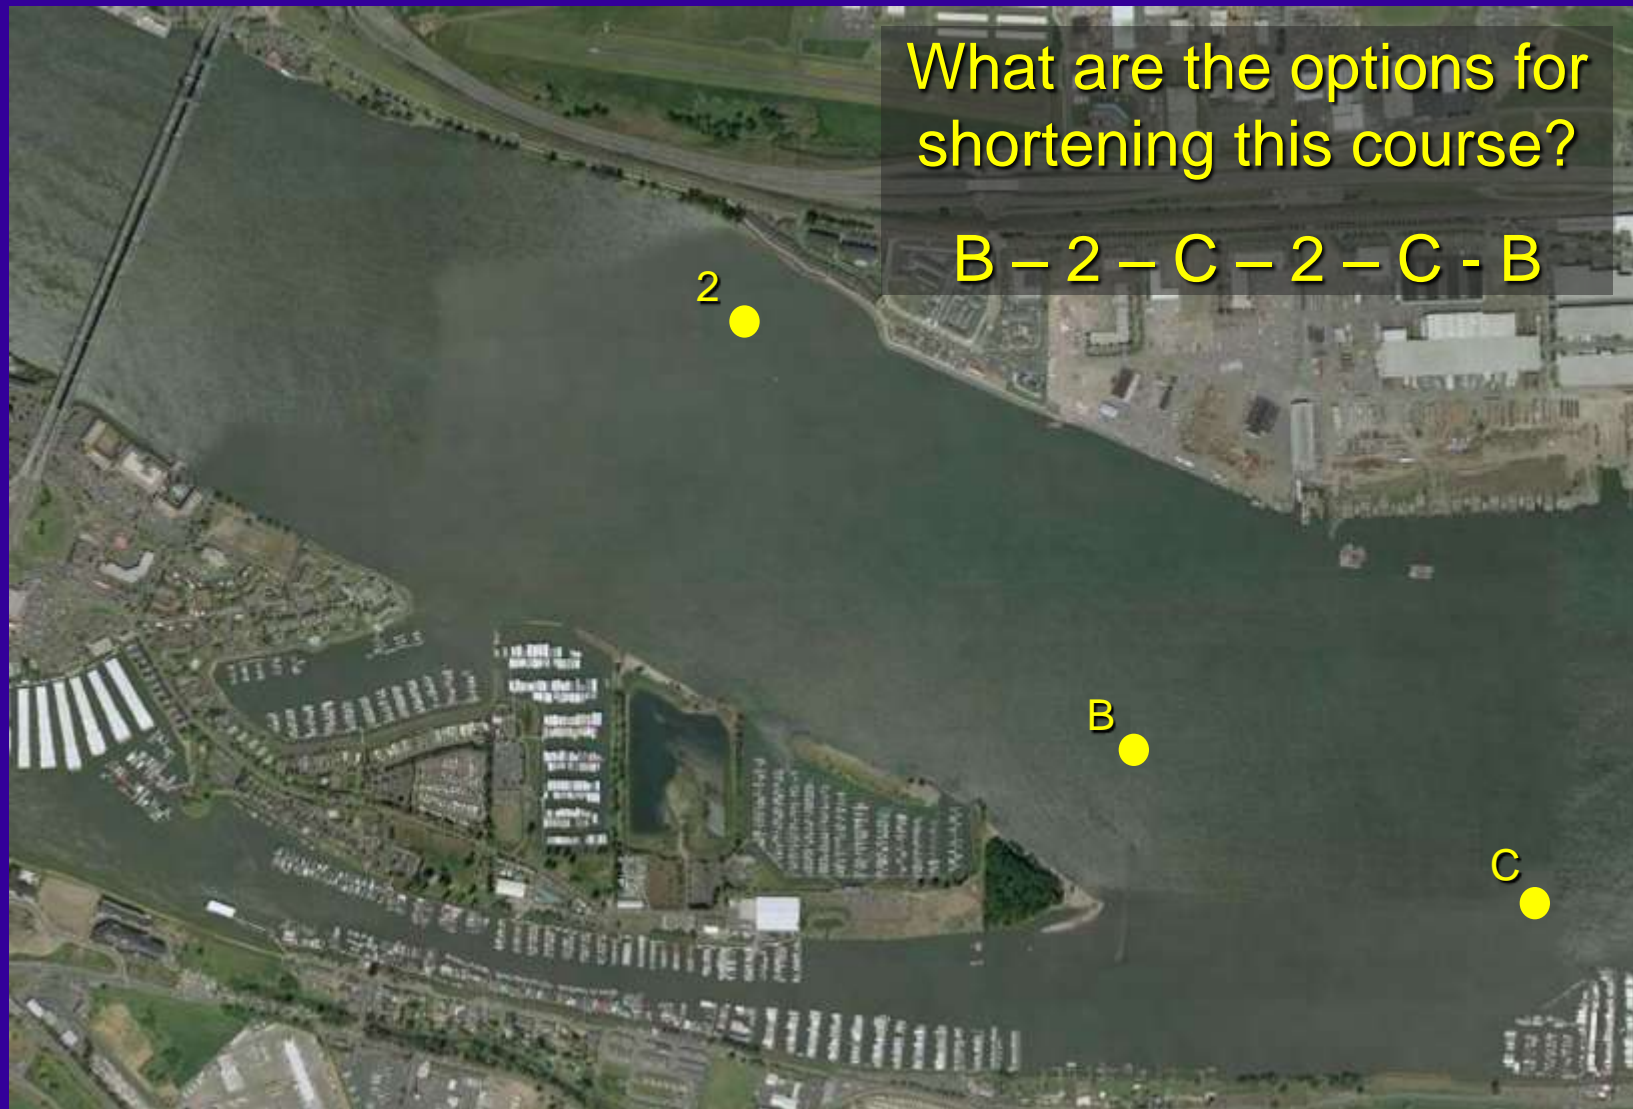 What are the options for
shortening this course?
B – 2 – C – 2 – C - B
2
B
C